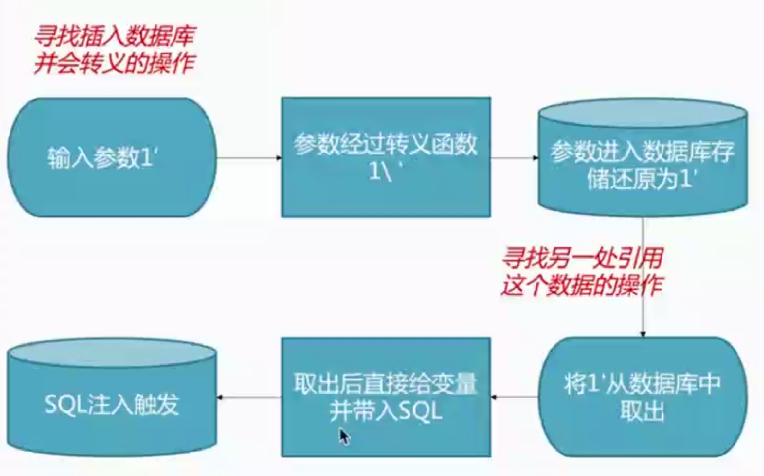 寻找插入数据库
并会转义的操作
输入参数1‘
参数经过转义函数
1\ ‘
参数进入数据库存
储还原为1’
寻找另一处引用
这个数据的操作
将1‘从数据库中
取出
取出后直接给变量
并带入SQL
SQL注入触发